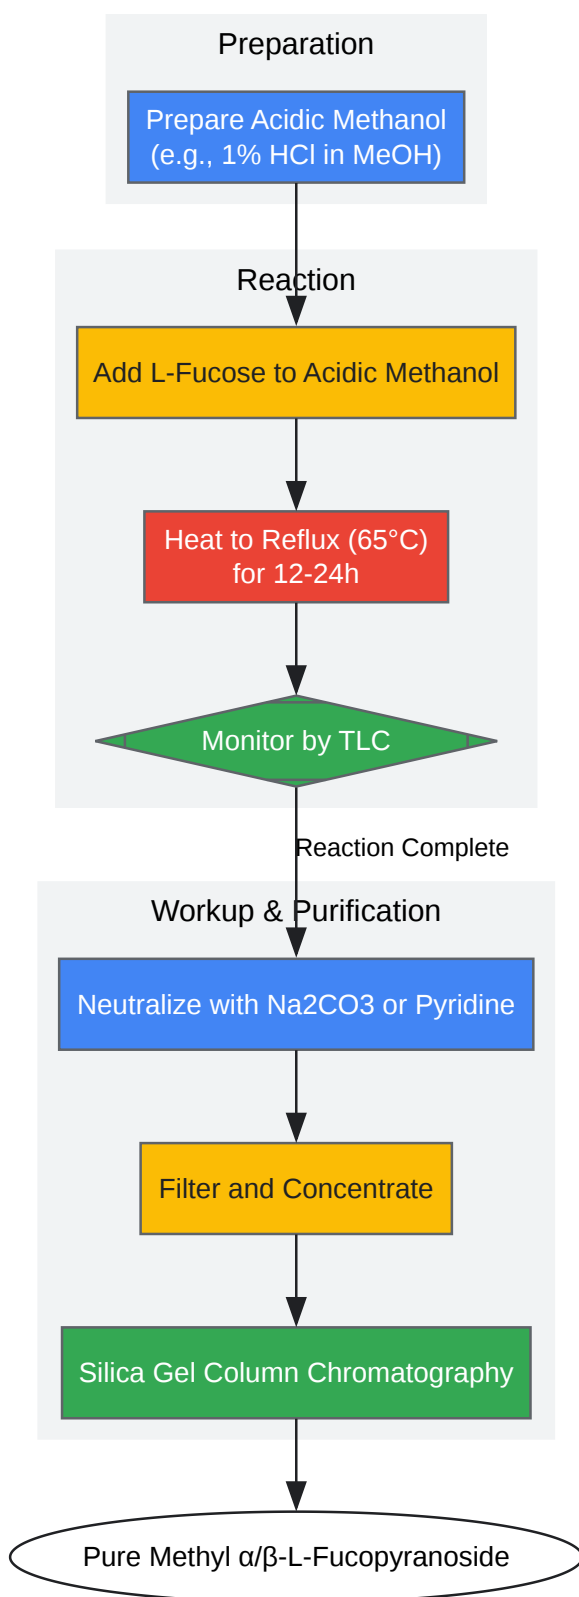 Preparation
Prepare Acidic Methanol
(e.g., 1% HCl in MeOH)
Reaction
Add L-Fucose to Acidic Methanol
Heat to Reflux (65°C)
for 12-24h
Monitor by TLC
Reaction Complete
Workup & Purification
Neutralize with Na2CO3 or Pyridine
Filter and Concentrate
Silica Gel Column Chromatography
Pure Methyl α/β-L-Fucopyranoside